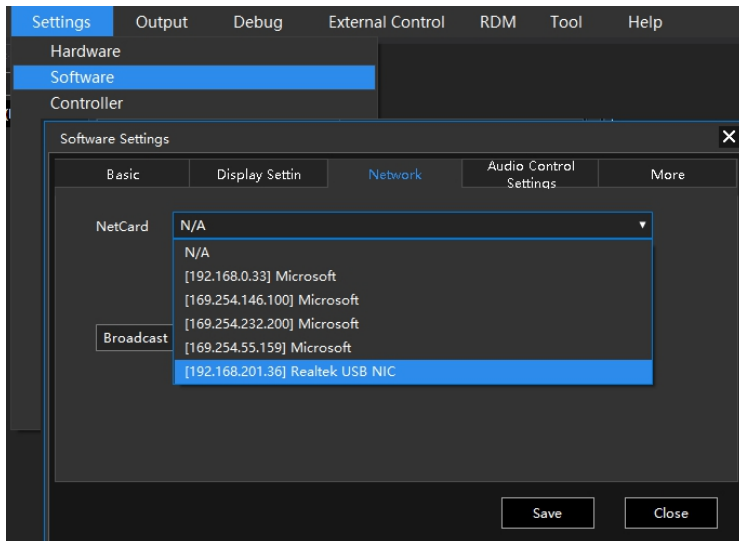 Settings Output Debug External Control RDM Tool Help
Hardware
Software
Controller
Software Settings
Basic Display Settin Network Audio Control Settings More
NetCard N/A
N/A
[192.168.0.33] Microsoft
[169.254.146.100] Microsoft
[169.254.232.200] Microsoft
Broadcast
[169.254.55.159] Microsoft
[192.168.201.36] Realtek USB NIC
Save Close